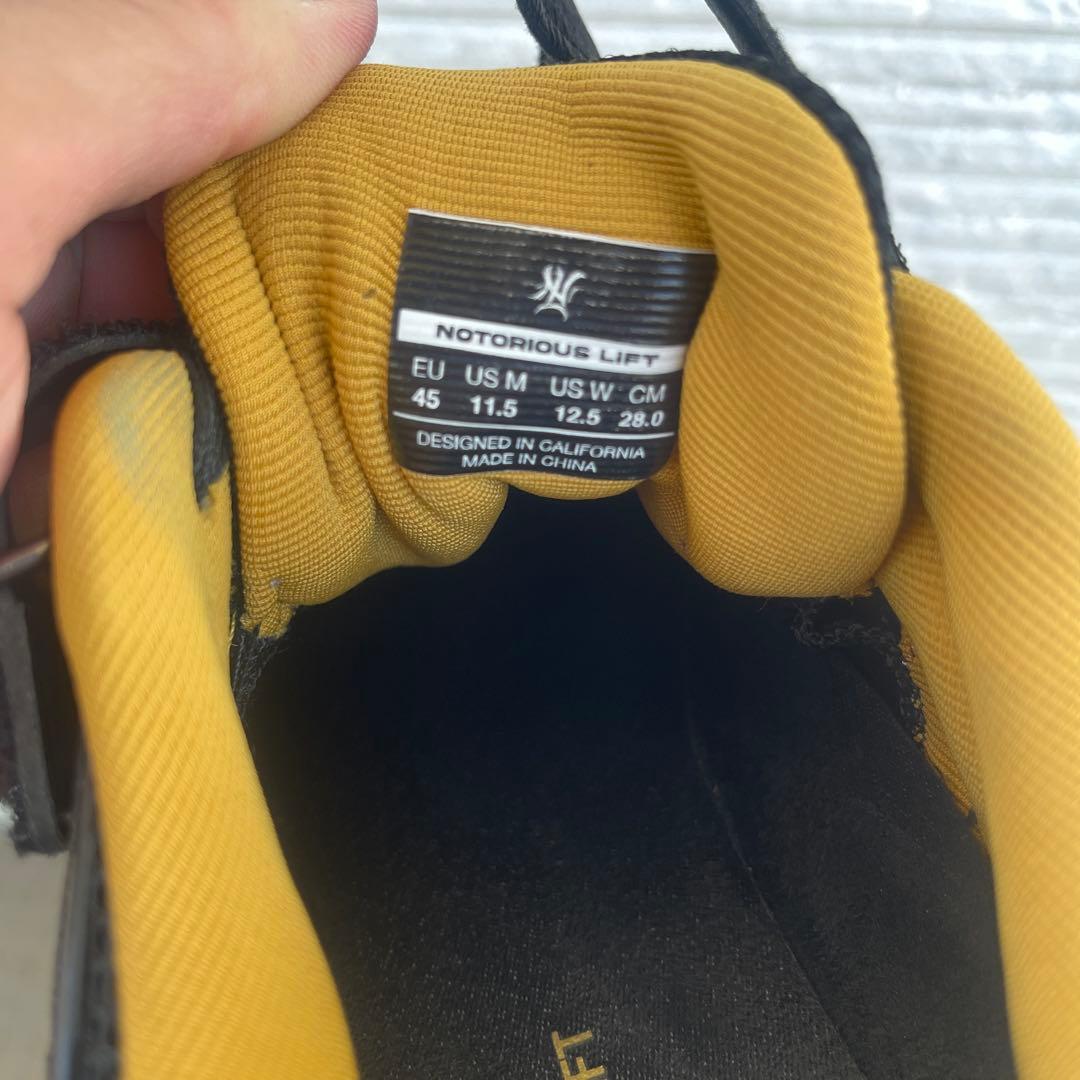 NOTORIOUS LIFT
EU US M US W CM
45 11.5 12.5 28.0
DESIGNED IN CALIFORNIA
MADE IN CHINA
FT